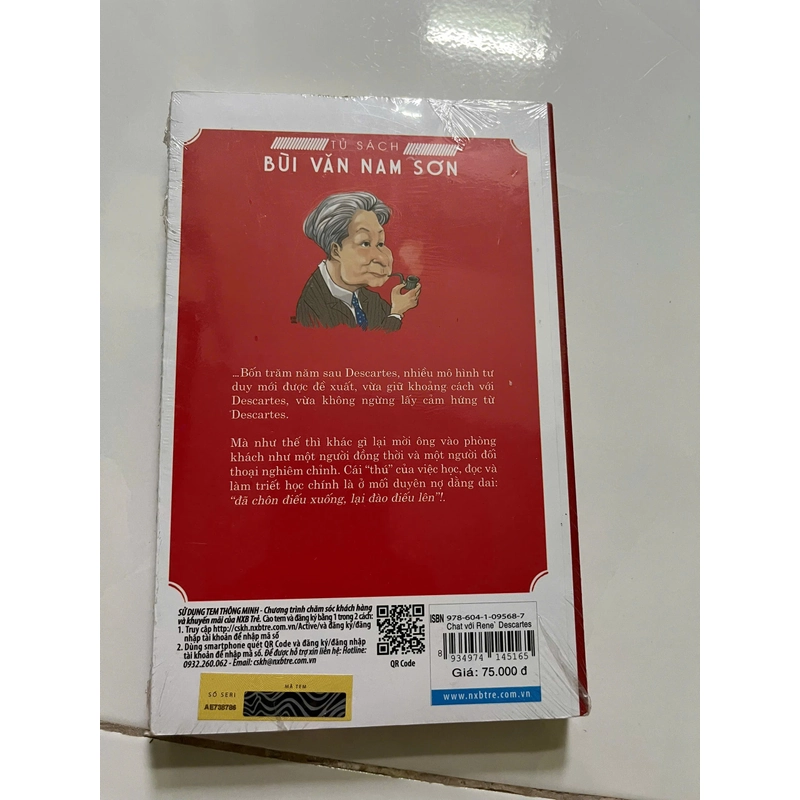 TỦ SÁCH
BÙI VĂN NAM SƠN
...Bốn trăm năm sau Descartes, nhiều mô hình tư
duy mới được đề xuất, vừa giữ khoảng cách với
Descartes, vừa không ngừng lấy cảm hứng từ
Descartes.
Mà như thế thì khác gì lại mời ông vào phòng
khách như một người đồng thời và một người đối
thoại nghiêm chỉnh. Cái “thú” của việc học, đọc và
làm triết học chính là ở mối duyên nợ dằng dai:
“đã chôn điếu xuống, lại đào điếu lên”!.
SỬ DỤNG TEM THÔNG MINH - Chương trình chăm sóc khách hàng
và khuyến mãi của NXB Trẻ. Cào tem và đăng ký bằng 1 trong 2 cách:
1. Truy cập http://cskh.nxbtre.com.vn/Active/và đăng ký/đăng
nhập tài khoản để nhập mã số
2. Dùng smartphone quét QR Code và đăng ký/đăng nhập
tài khoản để nhập mã số. Để được hỗ trợ xin liên hệ: Hotline:
0932.260.062 - Email: cskh@nxbtre.com.vn
QR Code
SỐ SERI
AE738786
MÃ TEM
ISBN 978-604-1-09568-7
Chat với Rene' Descartes
8 934974 145165
Giá: 75.000 đ
www.nxbtre.com.vn